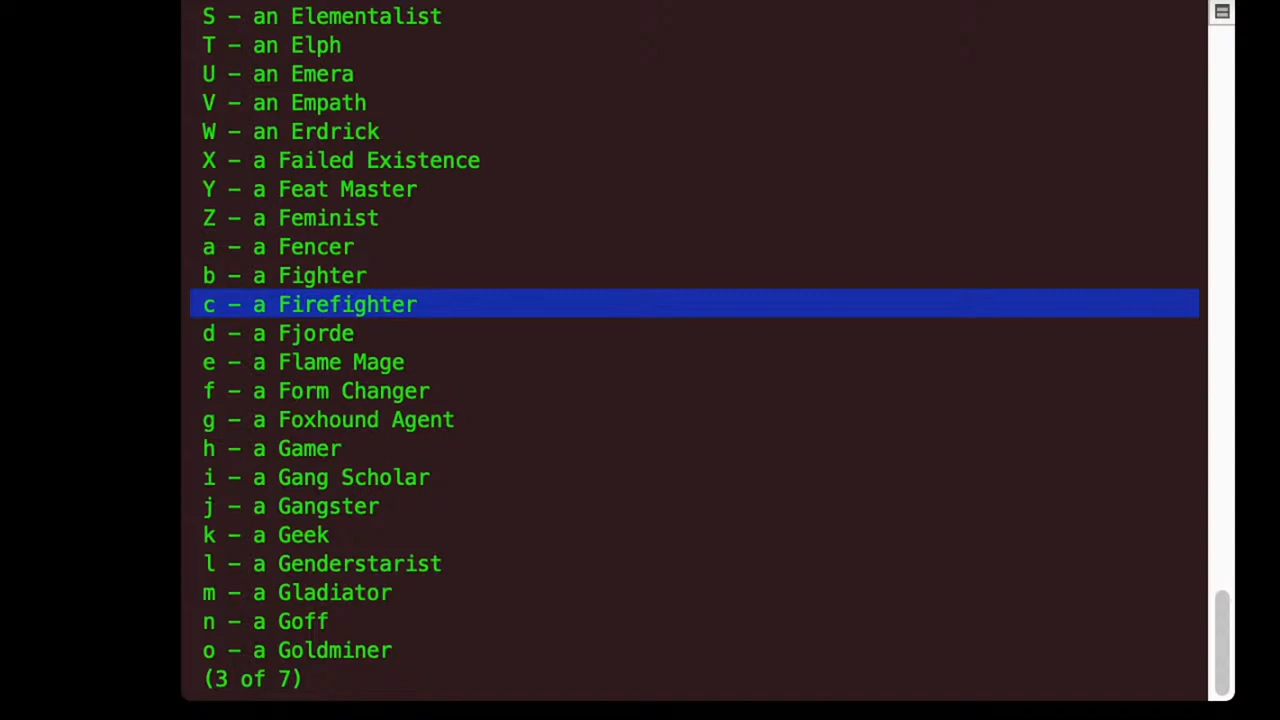 S – an Elementalist
T – an Elph
U – an Emera
V – an Empath
W – an Erdrick
X – a Failed Existence
Y – a Feat Master
Z – a Feminist
a – a Fencer
b – a Fighter
c – a Firefighter
d – a Fjorde
e – a Flame Mage
f – a Form Changer
g – a Foxhound Agent
h – a Gamer
i – a Gang Scholar
j – a Gangster
k – a Geek
l – a Genderstarist
m – a Gladiator
n – a Goff
o – a Goldminer
(3 of 7)